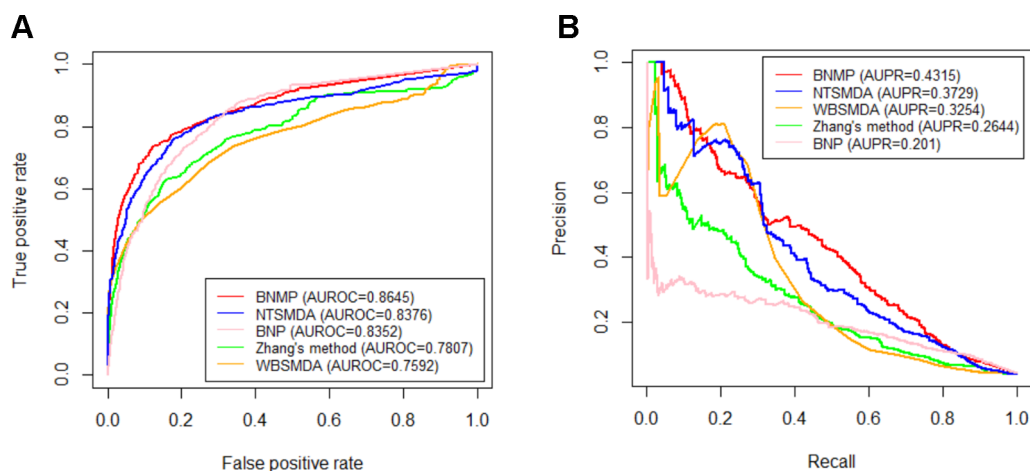 A
True positive rate
1.0
0.8
0.6
0.4
0.2
0.0
BNMP (AUROC=0.8645)
NTSMDA (AUROC=0.8376)
BNP (AUROC=0.8352)
Zhang's method (AUROC=0.7807)
WBSMDA (AUROC=0.7592)
0.0 0.2 0.4 0.6 0.8 1.0
False positive rate
B
Precision
1.0
0.8
0.6
0.4
0.2
BNMP (AUPR=0.4315)
NTSMDA (AUPR=0.3729)
WBSMDA (AUPR=0.3254)
Zhang's method (AUPR=0.2644)
BNP (AUPR=0.201)
0.0 0.2 0.4 0.6 0.8 1.0
Recall